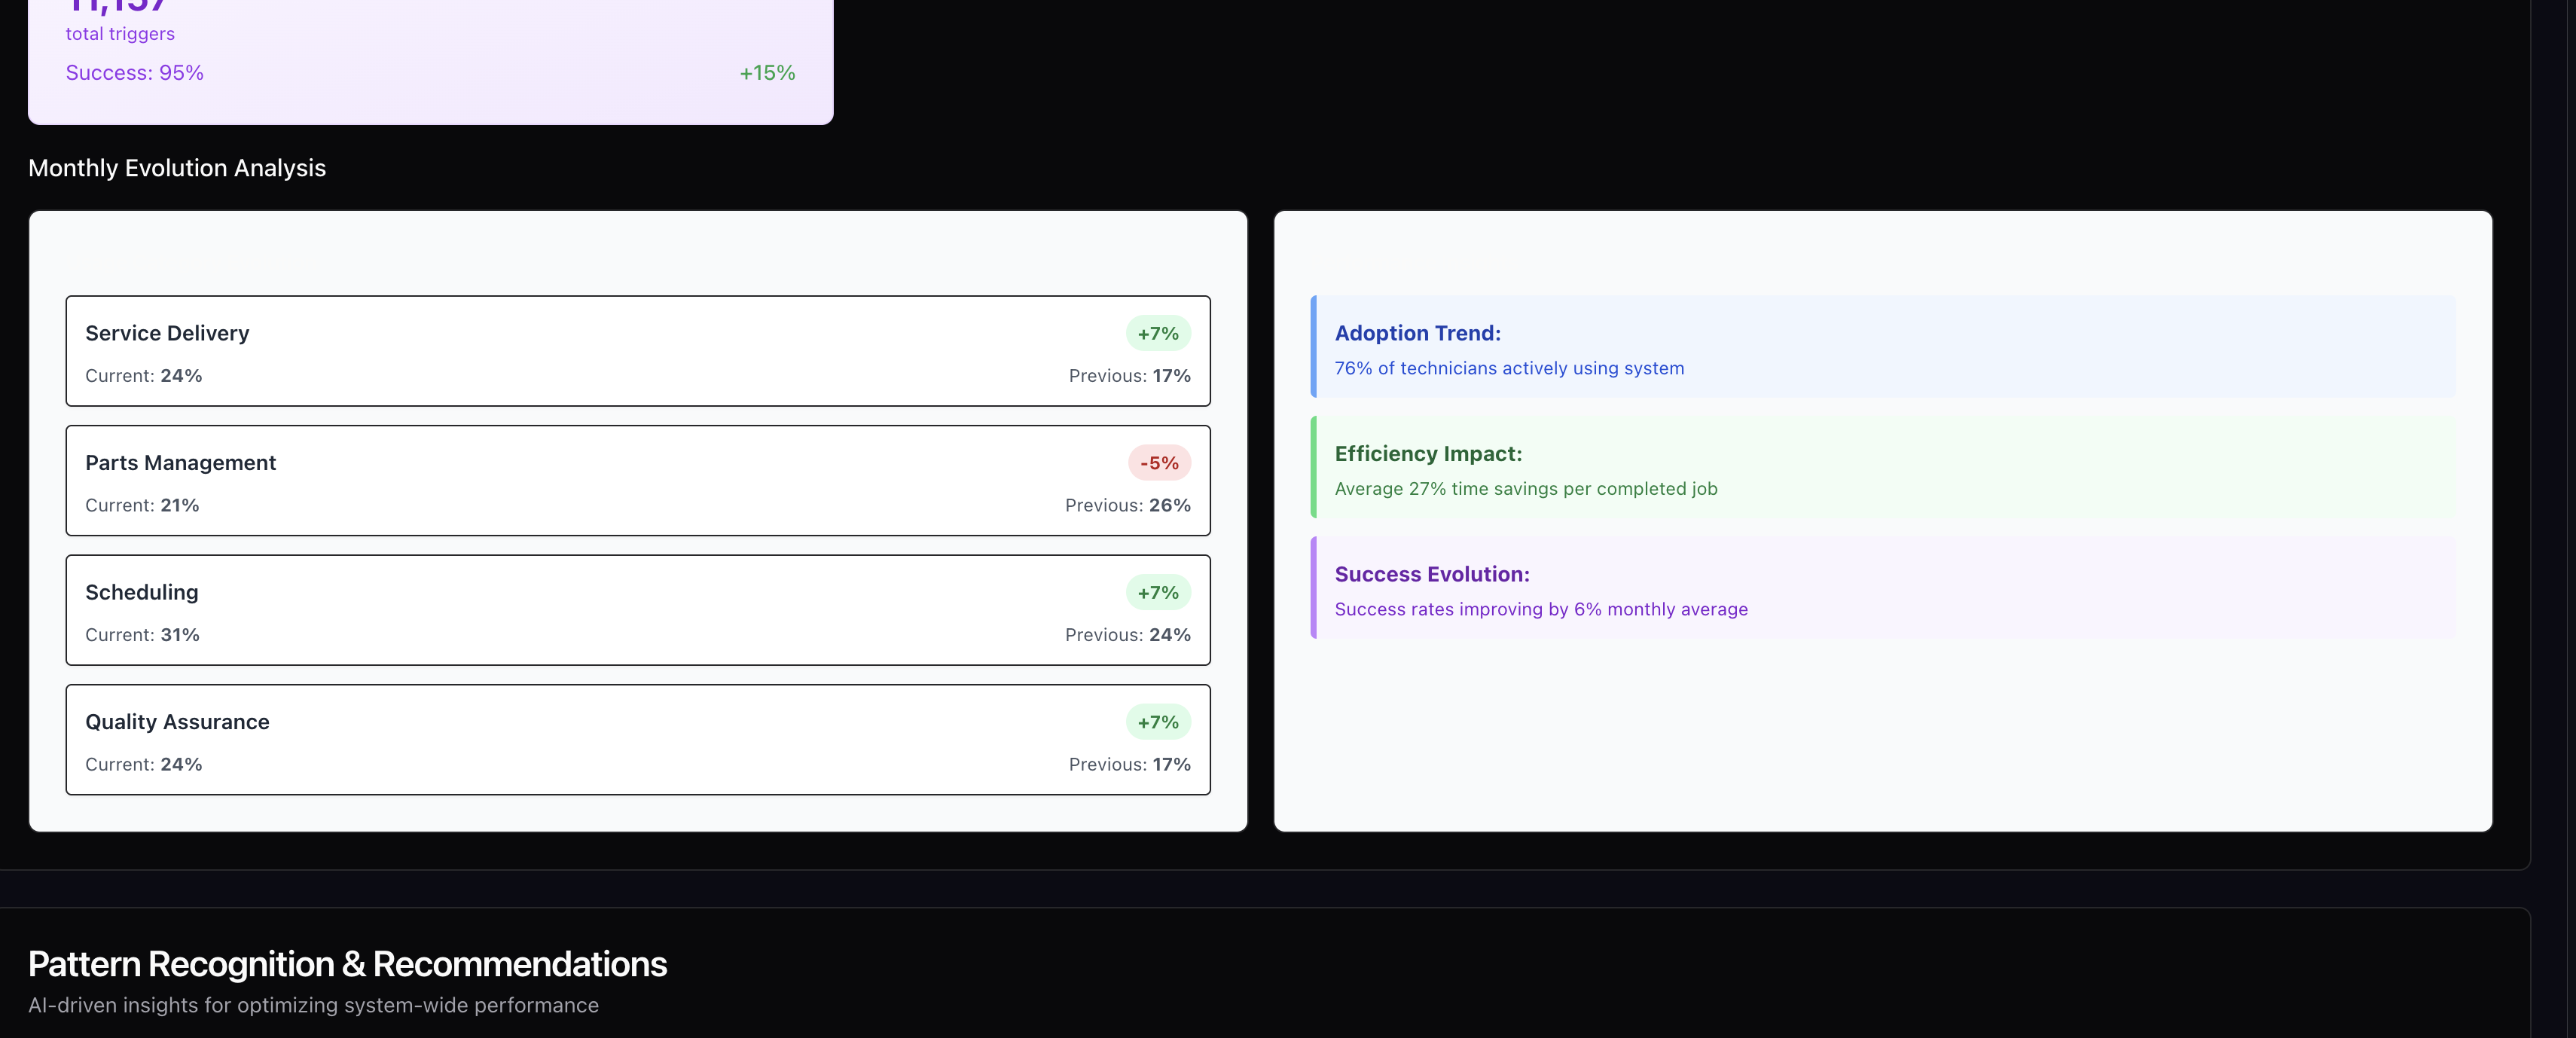 total triggers
Success: 95% +15%
Monthly Evolution Analysis
Service Delivery +7%
Current: 24% Previous: 17%
Parts Management -5%
Current: 21% Previous: 26%
Scheduling +7%
Current: 31% Previous: 24%
Quality Assurance +7%
Current: 24% Previous: 17%
Adoption Trend:
76% of technicians actively using system
Efficiency Impact:
Average 27% time savings per completed job
Success Evolution:
Success rates improving by 6% monthly average
Pattern Recognition & Recommendations
AI-driven insights for optimizing system-wide performance